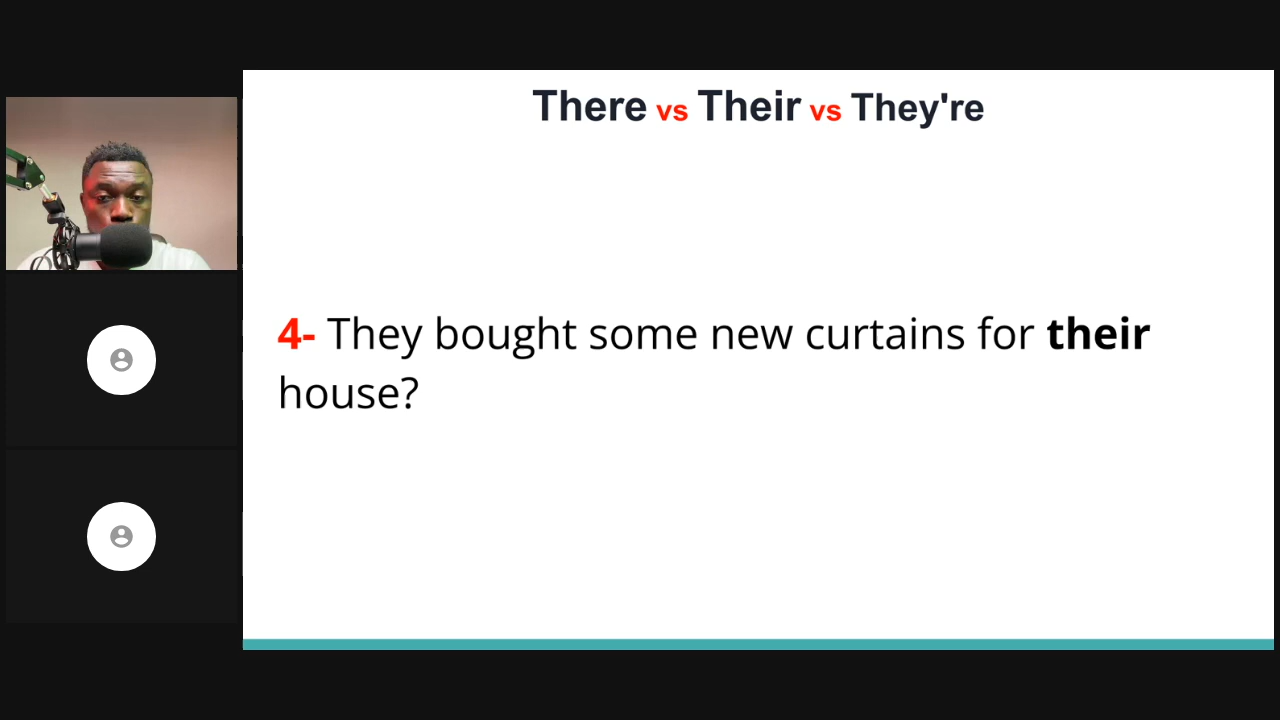 There vs Their vs They're
4- They bought some new curtains for their
house?